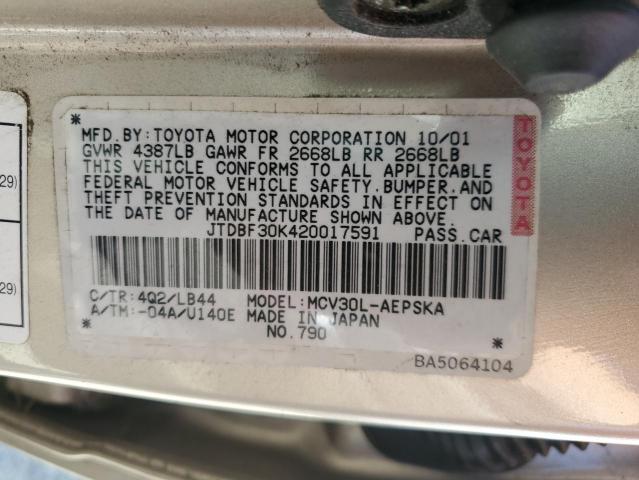 MFD.BY:TOYOTA MOTOR CORPORATION 10/01
GVWR 4387LB GAWR FR 2668LB RR 2668LB
THIS VEHICLE CONFORMS TO ALL APPLICABLE
FEDERAL MOTOR VEHICLE SAFETY.BUMPER.AND
THEFT PREVENTION STANDARDS IN EFFECT ON
THE DATE OF MANUFACTURE SHOWN ABOVE.
JTDBF30K420017591 PASS.CAR
C/TR:4Q2/LB44 MODEL:MCV30L-AEPSKA
A/TM:-04A/U140E MADE IN JAPAN
NO.790
BA5064104
TOYOTA
29)
29)